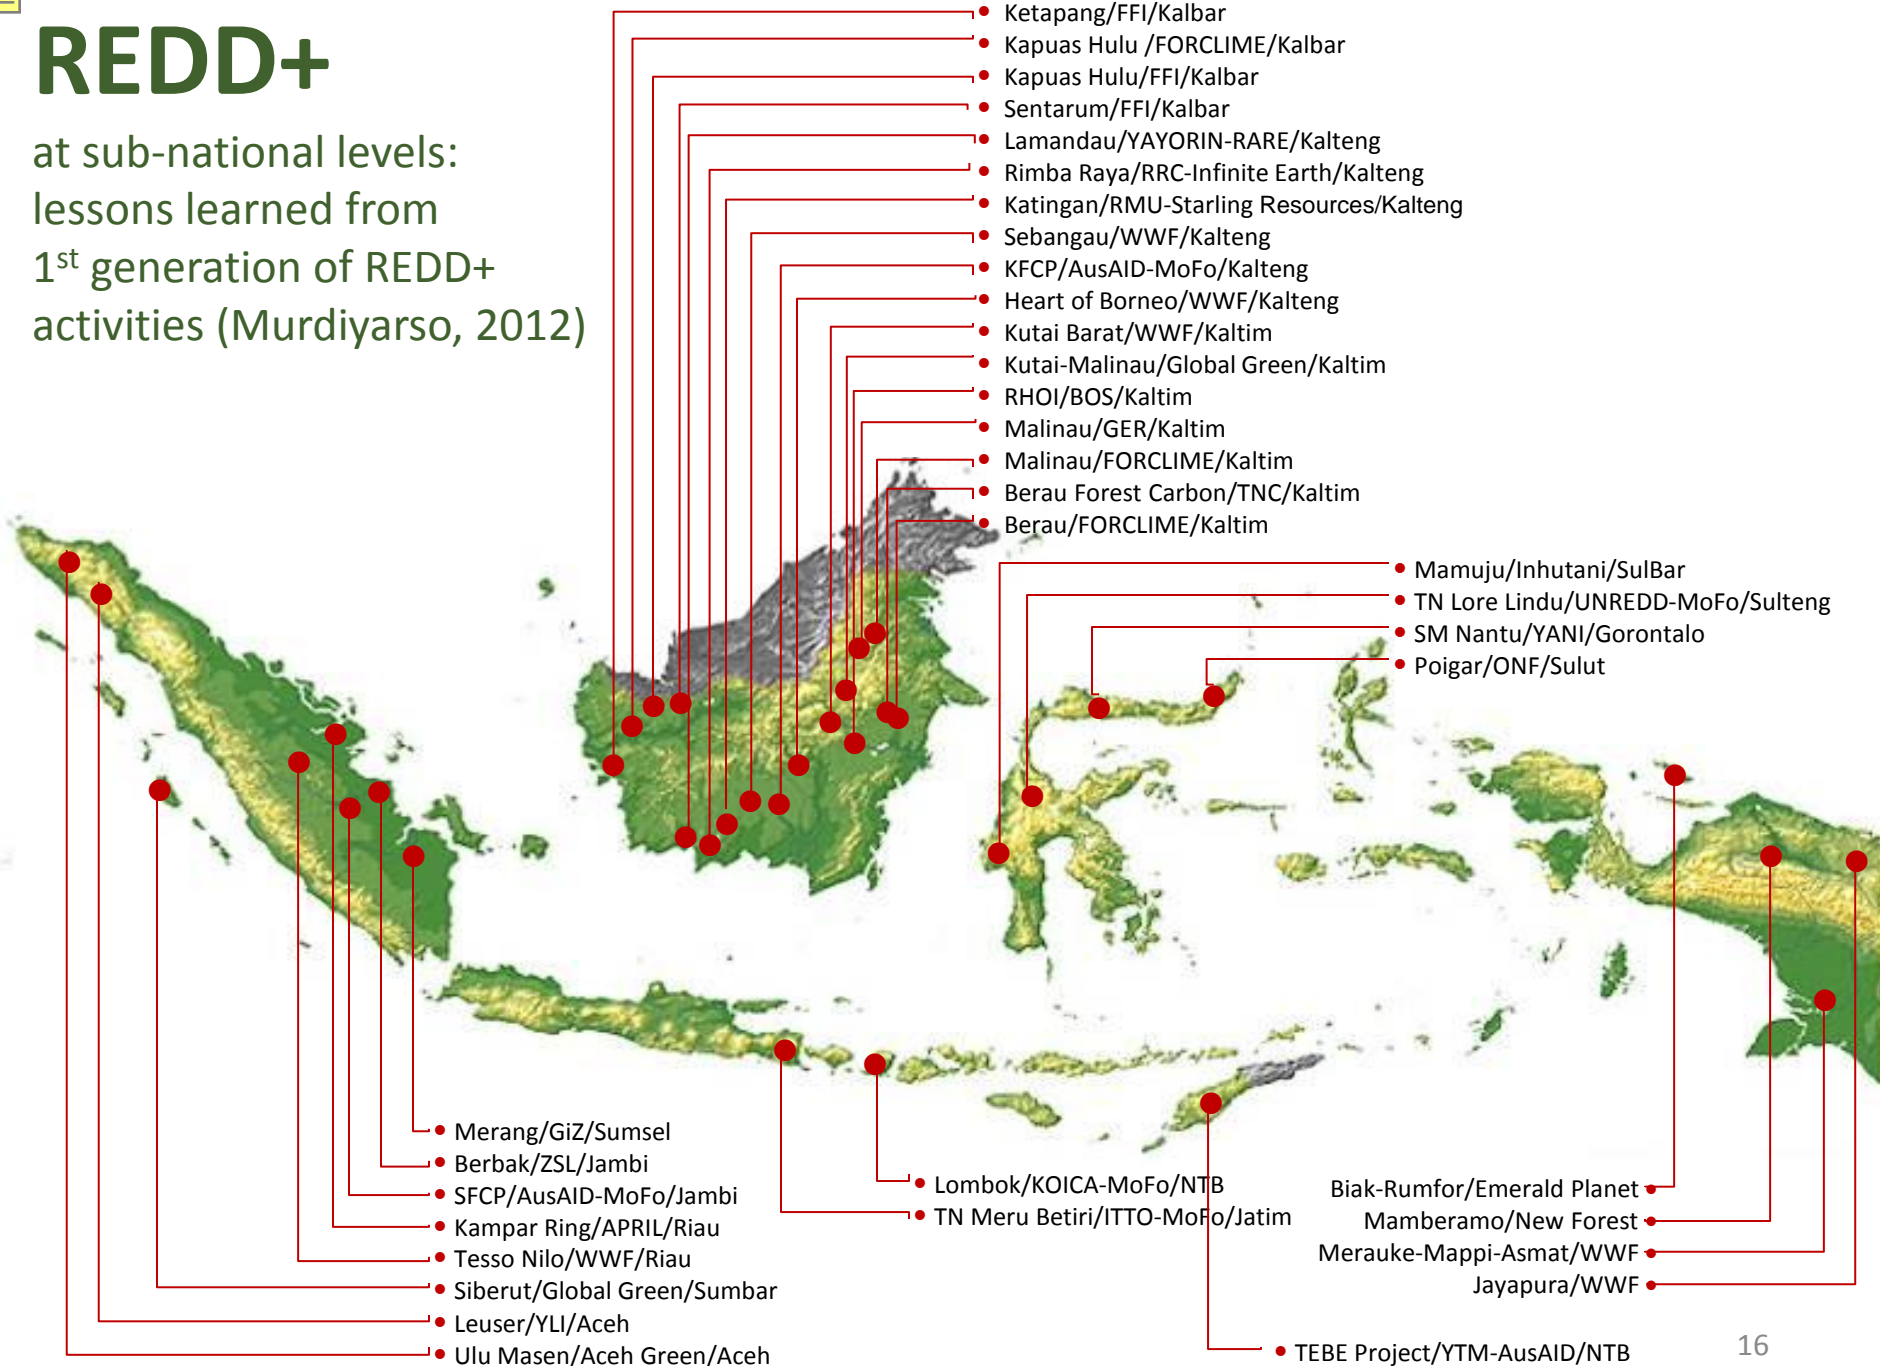 REDD+
at sub-national levels:
lessons learned from
1st generation of REDD+
activities (Murdiyarso, 2012)
Ketapang/FFI/Kalbar
Kapuas Hulu /FORCLIME/Kalbar
Kapuas Hulu/FFI/Kalbar
Sentarum/FFI/Kalbar
Lamandau/YAYORIN-RARE/Kalteng
Rimba Raya/RRC-Infinite Earth/Kalteng
Katingan/RMU-Starling Resources/Kalteng
Sebangau/WWF/Kalteng
KFCP/AusAID-MoFo/Kalteng
Heart of Borneo/WWF/Kalteng
Kutai Barat/WWF/Kaltim
Kutai-Malinau/Global Green/Kaltim
RHOI/BOS/Kaltim
Malinau/GER/Kaltim
Malinau/FORCLIME/Kaltim
Berau Forest Carbon/TNC/Kaltim
Berau/FORCLIME/Kaltim
Mamuju/Inhutani/SulBar
TN Lore Lindu/UNREDD-MoFo/Sulteng
SM Nantu/YANI/Gorontalo
Poigar/ONF/Sulut
Merang/GiZ/Sumsel
Berbak/ZSL/Jambi
SFCP/AusAID-MoFo/Jambi
Kampar Ring/APRIL/Riau
Tesso Nilo/WWF/Riau
Siberut/Global Green/Sumbar
Leuser/YLI/Aceh
Ulu Masen/Aceh Green/Aceh
Lombok/KOICA-MoFo/NTB
TN Meru Betiri/ITTO-MoFo/Jatim
Biak-Rumfor/Emerald Planet
Mamberamo/New Forest
Merauke-Mappi-Asmat/WWF
Jayapura/WWF
TEBE Project/YTM-AusAID/NTB
16